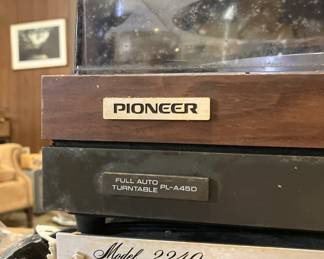 PIONEER
FULL AUTO
TURNTABLE PL-A450
Model 2240